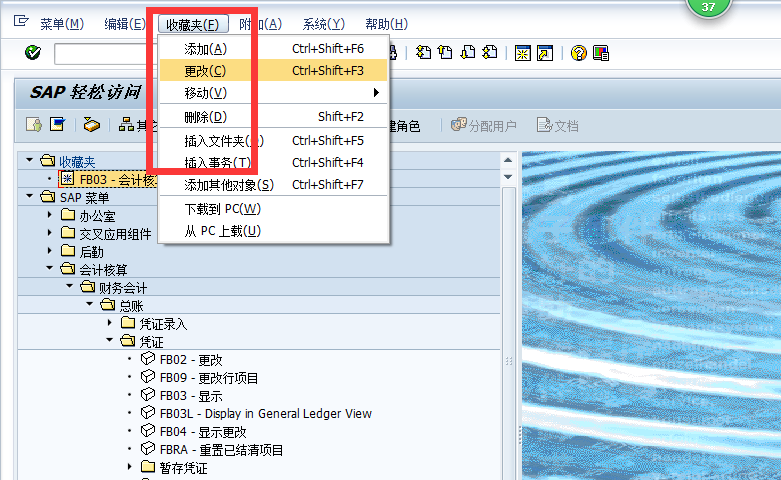 37
菜单(M) 编辑(E) 收藏夹(F) 附加(A) 系统(Y) 帮助(H)
添加(A) Ctrl+Shift+F6
更改(C) Ctrl+Shift+F3
移动(V)
删除(D) Shift+F2
插入文件夹( Ctrl+Shift+F5
插入事务(T) Ctrl+Shift+F4
添加其他对象(S) Ctrl+Shift+F7
下载到 PC(W)
从 PC 上载(U)
SAP 轻松访问
其它
建角色 分配用户 文档
收藏夹
FB03 - 会计核
SAP 菜单
办公室
交叉应用组件
后勤
会计核算
财务会计
总账
凭证录入
凭证
FB02 - 更改
FB09 - 更改行项目
FB03 - 显示
FB03L - Display in General Ledger View
FB04 - 显示更改
FBRA - 重置已结清项目
暂存凭证